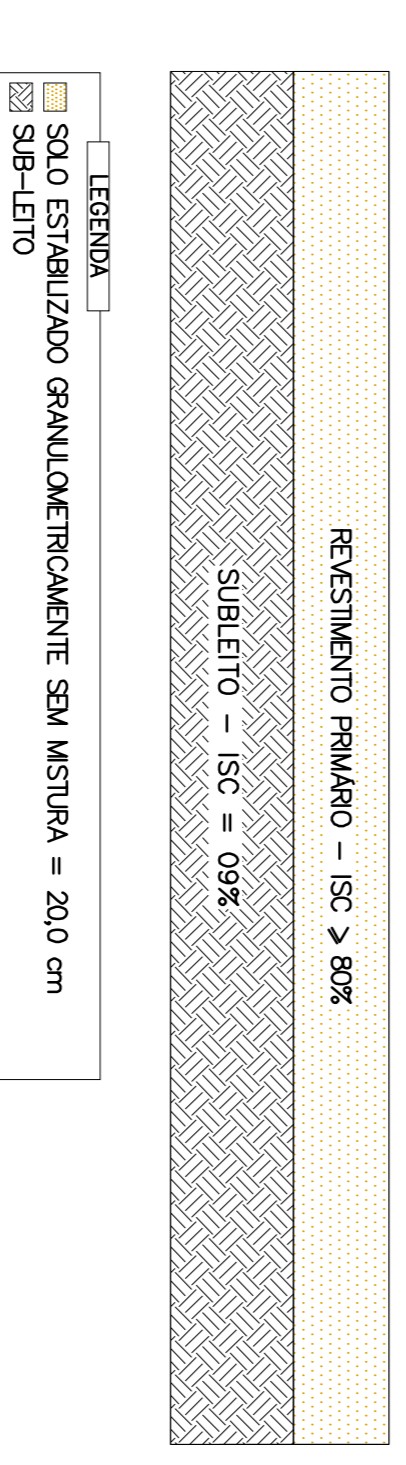 REVESTIMENTO PRIMÁRIO – ISC ⩾ 80%
SUBLEITO – ISC = 09%
LEGENDA
SOLO ESTABILIZADO GRANULOMETRICAMENTE SEM MISTURA = 20,0 cm
SUB-LEITO